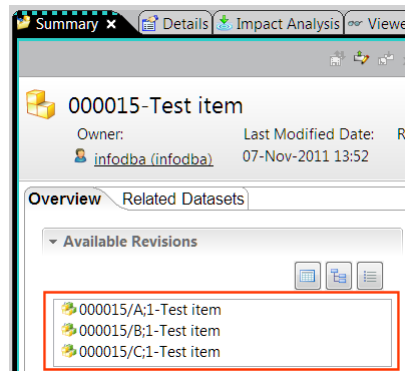 Summary Details Impact Analysis Viewe
000015-Test item
Owner: Last Modified Date: R
infodba (infodba) 07-Nov-2011 13:52
Overview Related Datasets
Available Revisions
000015/A;1-Test item
000015/B;1-Test item
000015/C;1-Test item